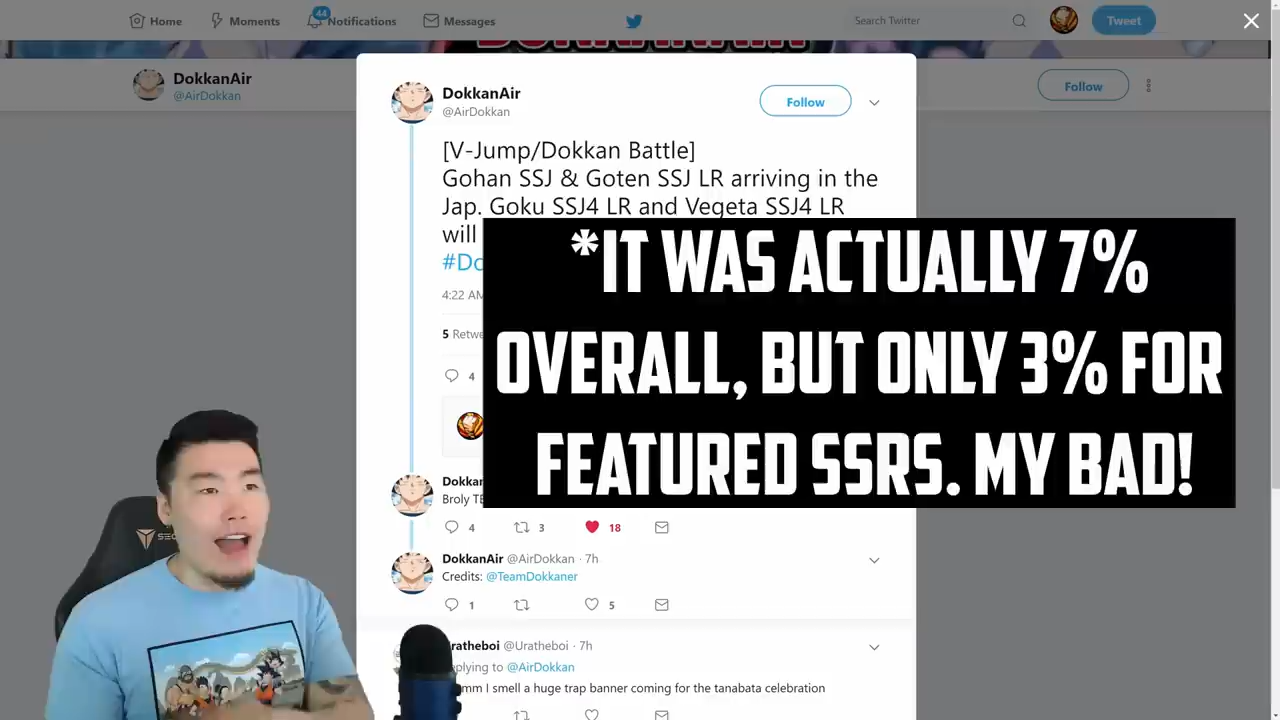 Home
Moments
44
Notifications
Messages
Search Twitter
Tweet
DokkanAir
@AirDokkan
Follow
DokkanAir
@AirDokkan
Follow
[V-Jump/Dokkan Battle]
Gohan SSJ & Goten SSJ LR arriving in the
Jap. Goku SSJ4 LR and Vegeta SSJ4 LR
will
4:22 AM
5
4
*IT WAS ACTUALLY 7%
OVERALL, BUT ONLY 3% FOR
FEATURED SSRS. MY BAD!
Broly
4
3
18
DokkanAir @AirDokkan · 7h
Credits: @TeamDokkaner
1
5
@Uratheboi · 7h
to @AirDokkan
I smell a huge trap banner coming for the tanabata celebration